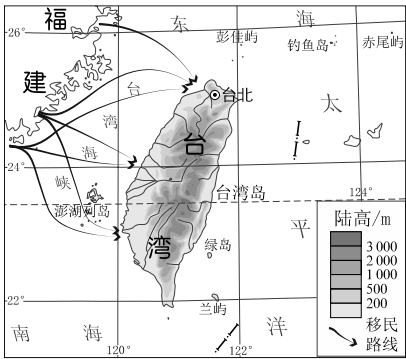 福
东 海
26°
彭佳屿
钓鱼岛
赤尾屿
建
台
湾
海
峡
台北
太
台
24°
台湾岛
124°
澎湖列岛
平
湾
绿岛
陆高/m
3 000
2 000
1 000
500
200
移民
路线
22°
兰屿
南 海
120°
122°
洋